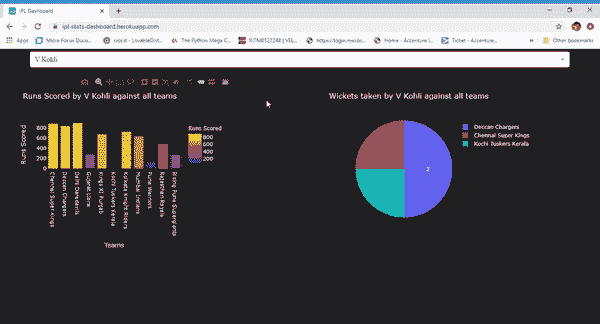 IPL Dashboard
ipl-stats-dashboard.herokuapp.com
Apps
Micro Focus Docu...
repl.it - LovableDist...
The Python Mega C...
https://login.micros...
Home - Accenture
Ticket - Accenture...
V Kohli
Runs Scored by V Kohli against all teams
Runs Scored
800
600
400
200
0
Chennai Super Kings
Deccan Chargers
Delhi Daredevils
Gujarat Lions
Kings XI Punjab
Kochi Tuskers Kerala
Kolkata Knight Riders
Mumbai Indians
Pune Warriors
Rajasthan Royals
Rising Pune Supergiants
Teams
Runs Scored
800
600
400
200
Wickets taken by V Kohli against all teams
2
Deccan Chargers
Chennai Super Kings
Kochi Tuskers Kerala